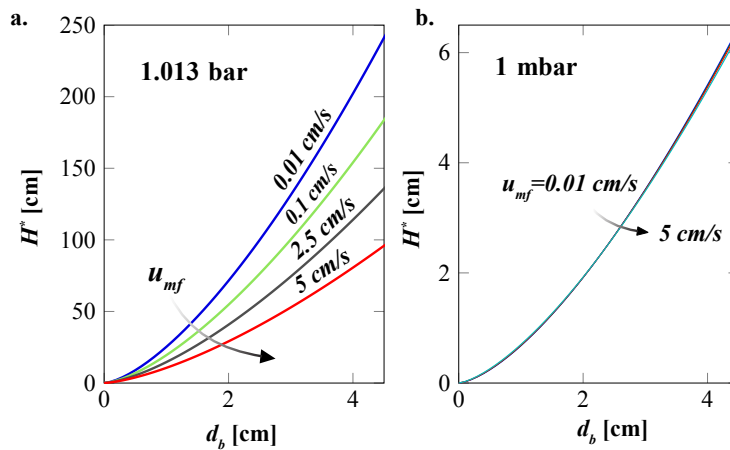 a.
1.013 bar
250
200
150
100
50
0
H* [cm]
0.01 cm/s
0.1 cm/s
2.5 cm/s
5 cm/s
u_mf
0 2 4
d_b [cm]
b.
1 mbar
6
4
2
0
H* [cm]
u_mf=0.01 cm/s
5 cm/s
0 2 4
d_b [cm]